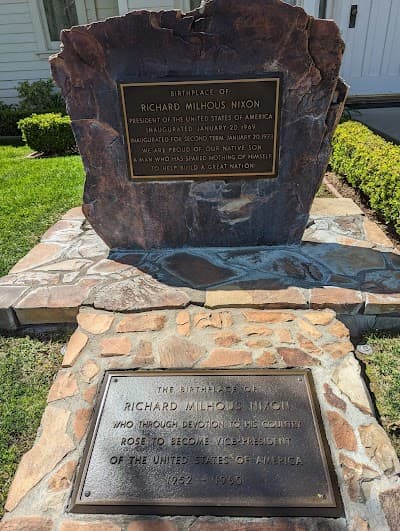 BIRTHPLACE OF
RICHARD MILHOUS NIXON
PRESIDENT OF THE UNITED STATES OF AMERICA
INAUGURATED JANUARY 20, 1969
INAUGURATED FOR SECOND TERM JANUARY 20, 1973
WE ARE PROUD OF OUR NATIVE SON
A MAN WHO HAS SPARED NOTHING OF HIMSELF
TO HELP BUILD A GREAT NATION
THE BIRTHPLACE OF
RICHARD MILHOUS NIXON
WHO THROUGH DEVOTION TO HIS COUNTRY
ROSE TO BECOME VICE-PRESIDENT
OF THE UNITED STATES OF AMERICA
1952 - 1960